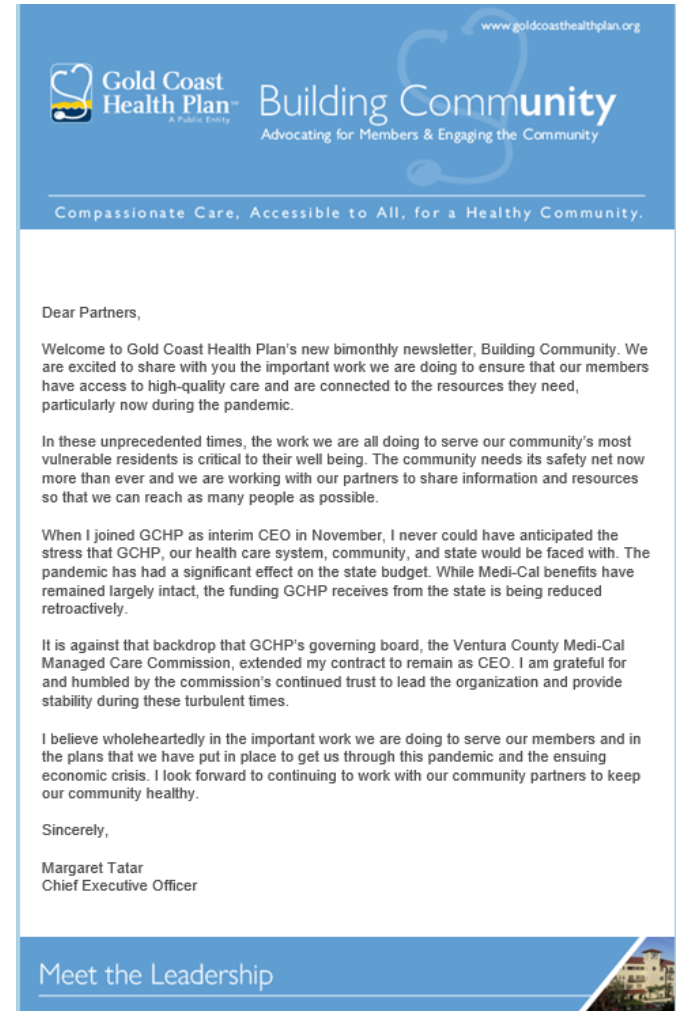 www.goldcoasthealthplan.org
Gold Coast
Health Plan™
A Public Entity
Building Community
Advocating for Members & Engaging the Community
Compassionate Care, Accessible to All, for a Healthy Community.
Dear Partners,
Welcome to Gold Coast Health Plan's new bimonthly newsletter, Building Community. We
are excited to share with you the important work we are doing to ensure that our members
have access to high-quality care and are connected to the resources they need,
particularly now during the pandemic.
In these unprecedented times, the work we are all doing to serve our community's most
vulnerable residents is critical to their well being. The community needs its safety net now
more than ever and we are working with our partners to share information and resources
so that we can reach as many people as possible.
When I joined GCHP as interim CEO in November, I never could have anticipated the
stress that GCHP, our health care system, community, and state would be faced with. The
pandemic has had a significant effect on the state budget. While Medi-Cal benefits have
remained largely intact, the funding GCHP receives from the state is being reduced
retroactively.
It is against that backdrop that GCHP's governing board, the Ventura County Medi-Cal
Managed Care Commission, extended my contract to remain as CEO. I am grateful for
and humbled by the commission's continued trust to lead the organization and provide
stability during these turbulent times.
I believe wholeheartedly in the important work we are doing to serve our members and in
the plans that we have put in place to get us through this pandemic and the ensuing
economic crisis. I look forward to continuing to work with our community partners to keep
our community healthy.
Sincerely,
Margaret Tatar
Chief Executive Officer
Meet the Leadership